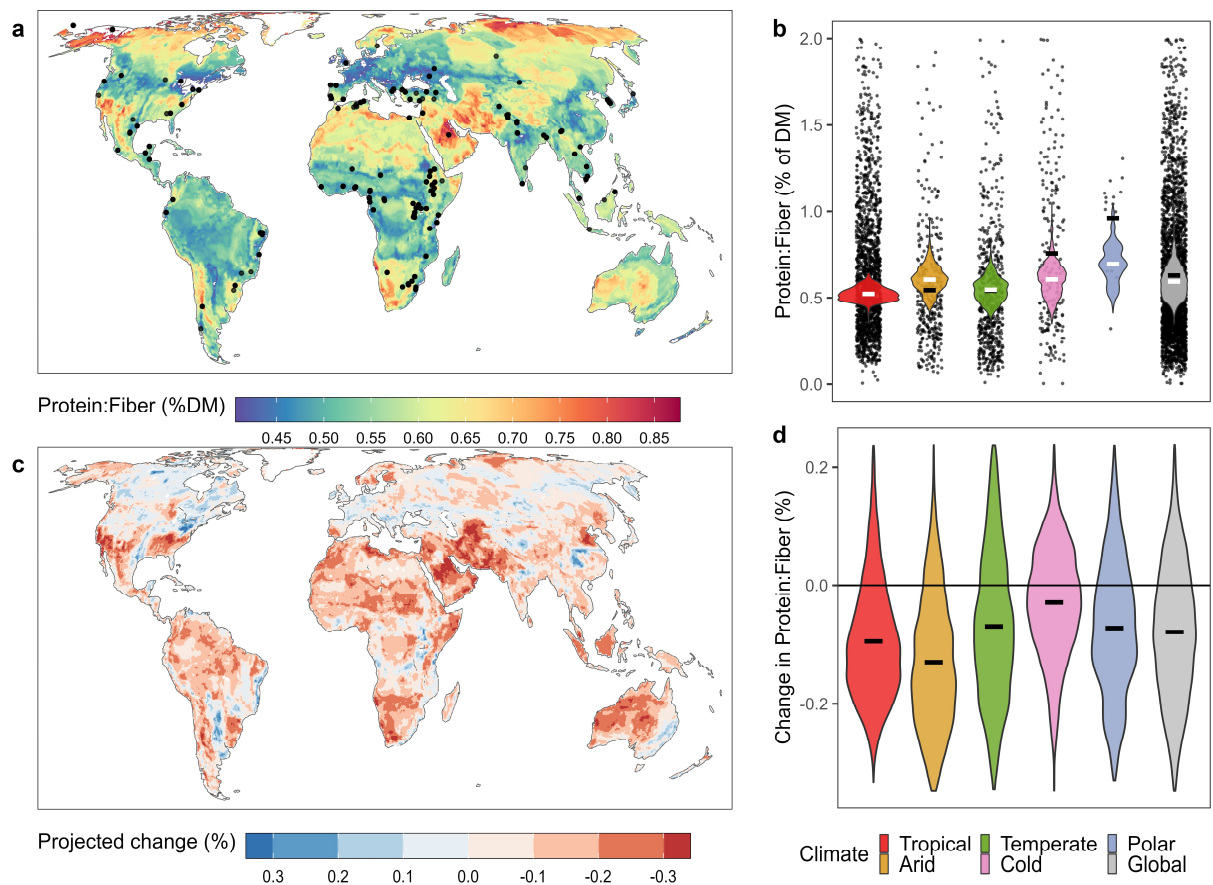 a
Protein:Fiber (%DM)
0.45 0.50 0.55 0.60 0.65 0.70 0.75 0.80 0.85
b
Protein:Fiber (% of DM)
2.0
1.5
1.0
0.5
0.0
c
Projected change (%)
0.3 0.2 0.1 0.0 -0.1 -0.2 -0.3
d
Change in Protein:Fiber (%)
0.2
0.0
-0.2
Climate
Tropical Temperate Polar
Arid Cold Global